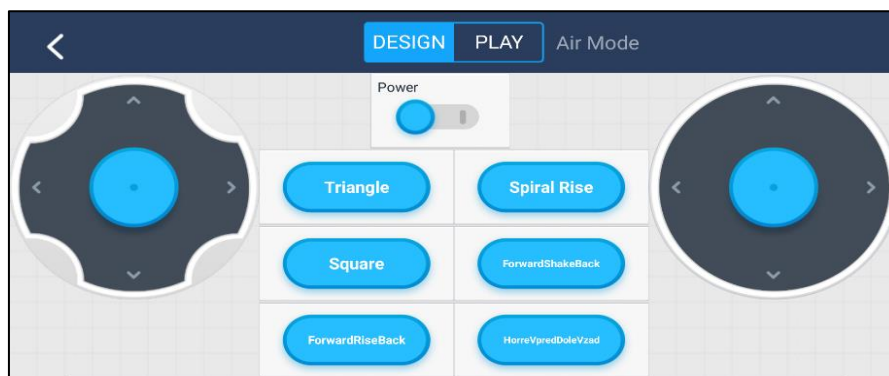 DESIGN PLAY Air Mode
Power
Triangle Spiral Rise
Square ForwardShakeBack
ForwardRiseBack HorreVpredDoleVzad